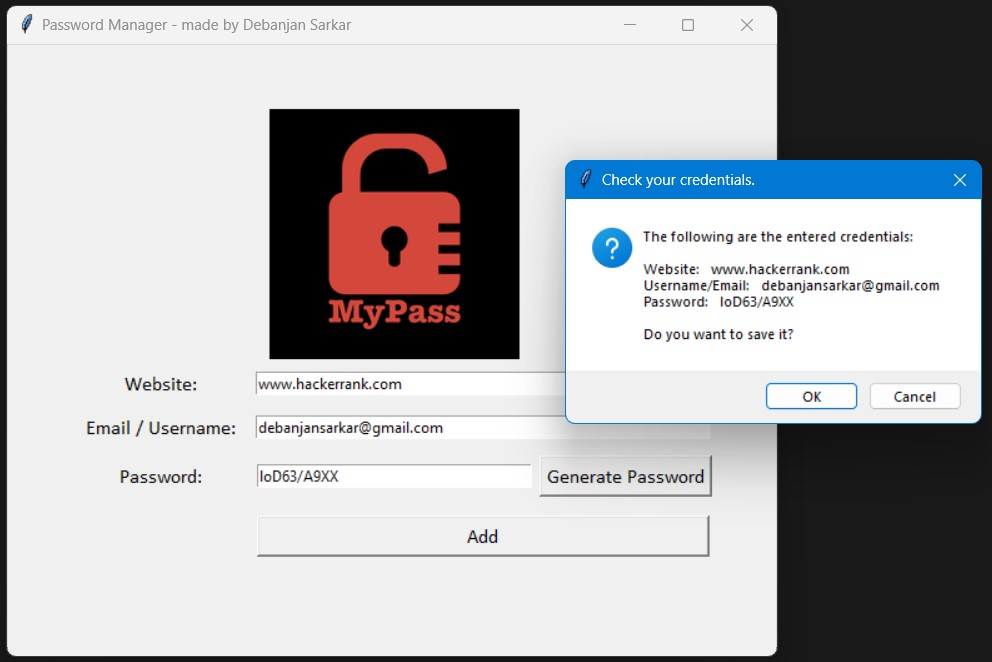 Password Manager - made by Debanjan Sarkar
MyPass
Website:
www.hackerrank.com
Email / Username:
debanjansarkar@gmail.com
Password:
IoD63/A9XX
Generate Password
Add
Check your credentials.
?
The following are the entered credentials:
Website: www.hackerrank.com
Username/Email: debanjansarkar@gmail.com
Password: IoD63/A9XX
Do you want to save it?
OK
Cancel